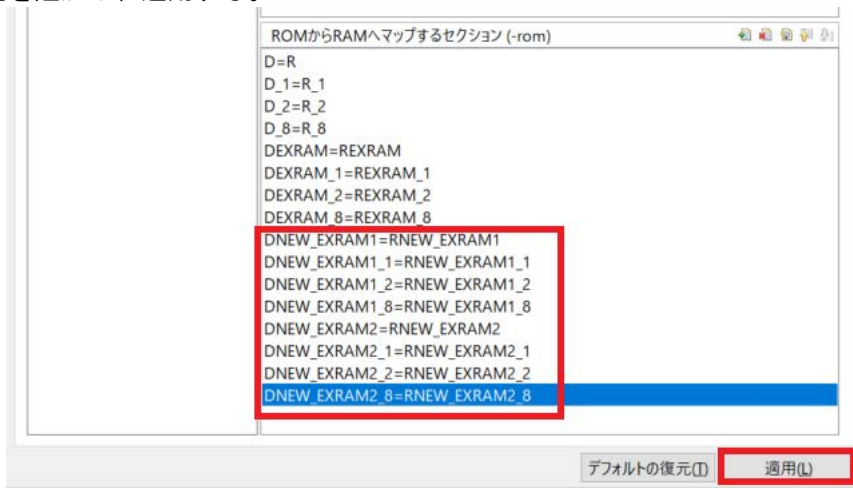 ROMからRAMへマップするセクション (-rom)
D=R
D_1=R_1
D_2=R_2
D_8=R_8
DEXRAM=REXRAM
DEXRAM_1=REXRAM_1
DEXRAM_2=REXRAM_2
DEXRAM_8=REXRAM_8
DNEW_EXRAM1=RNEW_EXRAM1
DNEW_EXRAM1_1=RNEW_EXRAM1_1
DNEW_EXRAM1_2=RNEW_EXRAM1_2
DNEW_EXRAM1_8=RNEW_EXRAM1_8
DNEW_EXRAM2=RNEW_EXRAM2
DNEW_EXRAM2_1=RNEW_EXRAM2_1
DNEW_EXRAM2_2=RNEW_EXRAM2_2
DNEW_EXRAM2_8=RNEW_EXRAM2_8
デフォルトの復元(T) 適用(L)